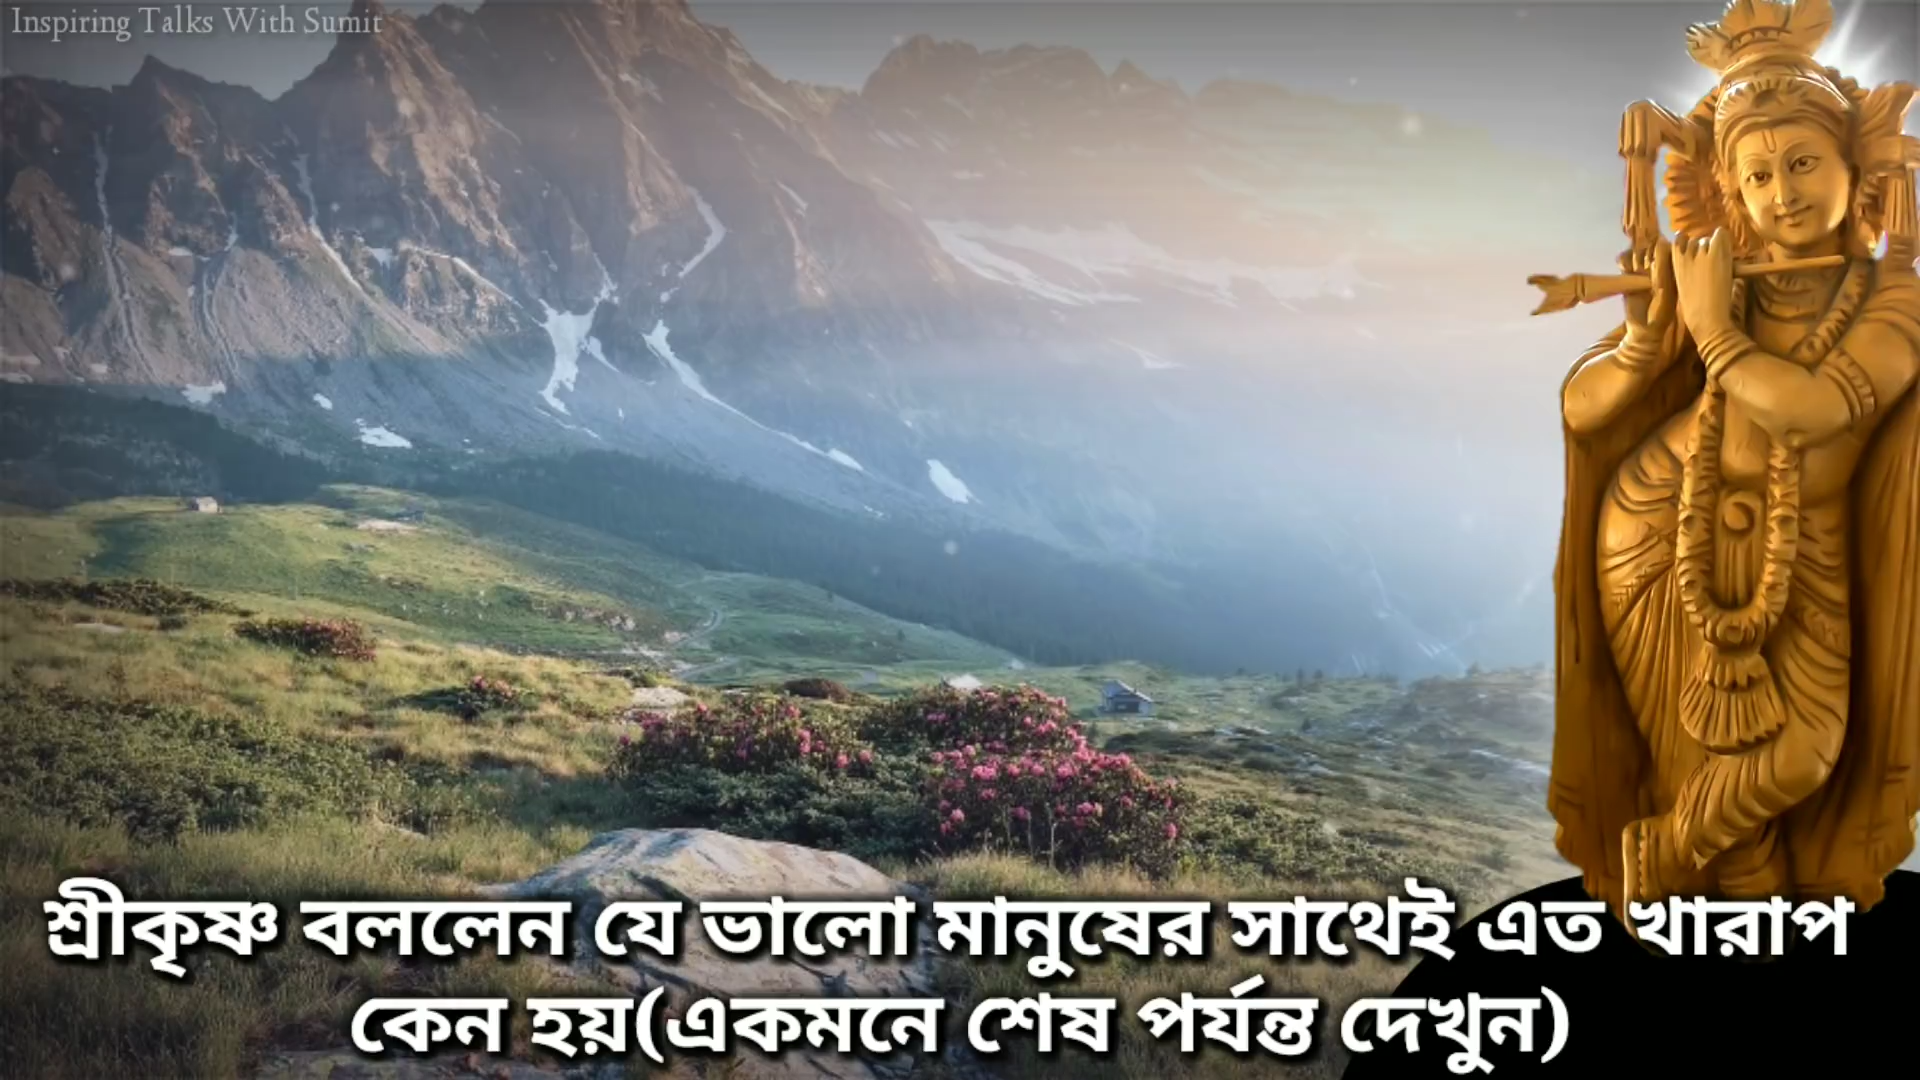 Inspiring Talks With Sumit
শ্রীকৃষ্ণ বললেন যে ভালো মানুষের সাথেই এত খারাপ
কেন হয়(একমনে শেষ পর্যন্ত দেখুন)